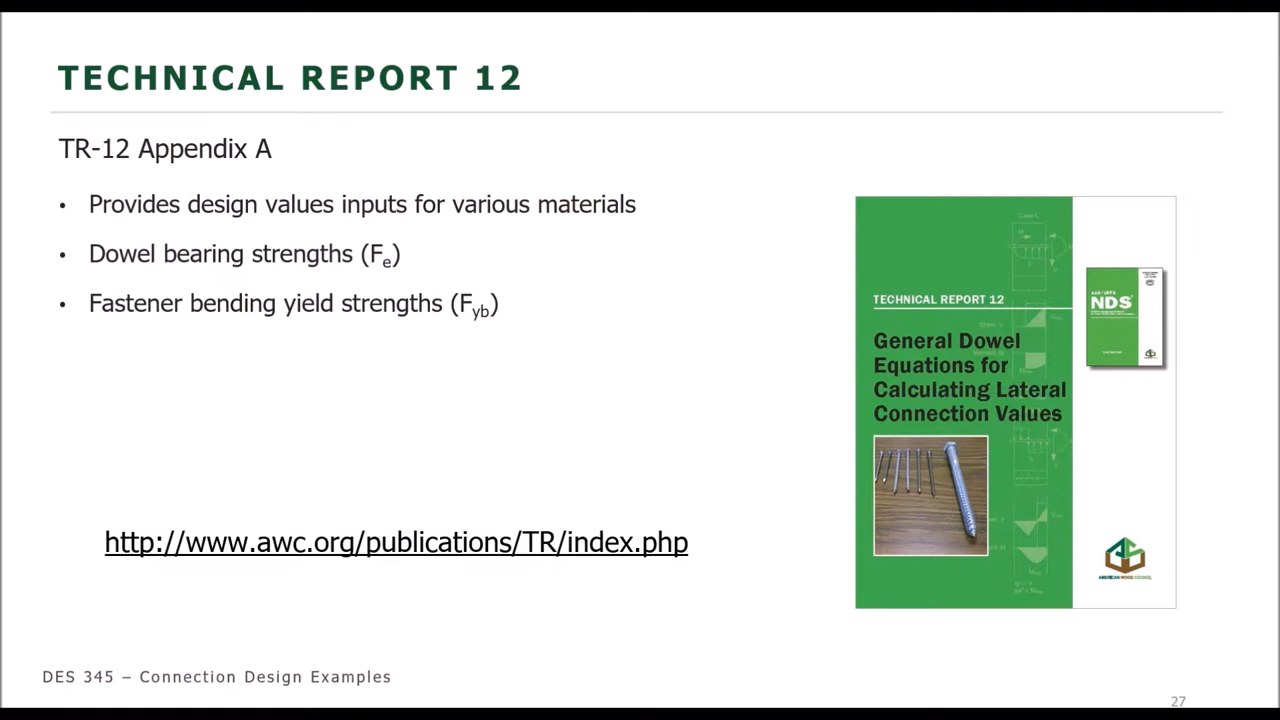 TECHNICAL REPORT 12
TR-12 Appendix A
• Provides design values inputs for various materials
• Dowel bearing strengths (Fe)
• Fastener bending yield strengths (Fyb)
http://www.awc.org/publications/TR/index.php
TECHNICAL REPORT 12
General Dowel
Equations for
Calculating Lateral
Connection Values
NDS
AMERICAN WOOD COUNCIL
DES 345 – Connection Design Examples
27